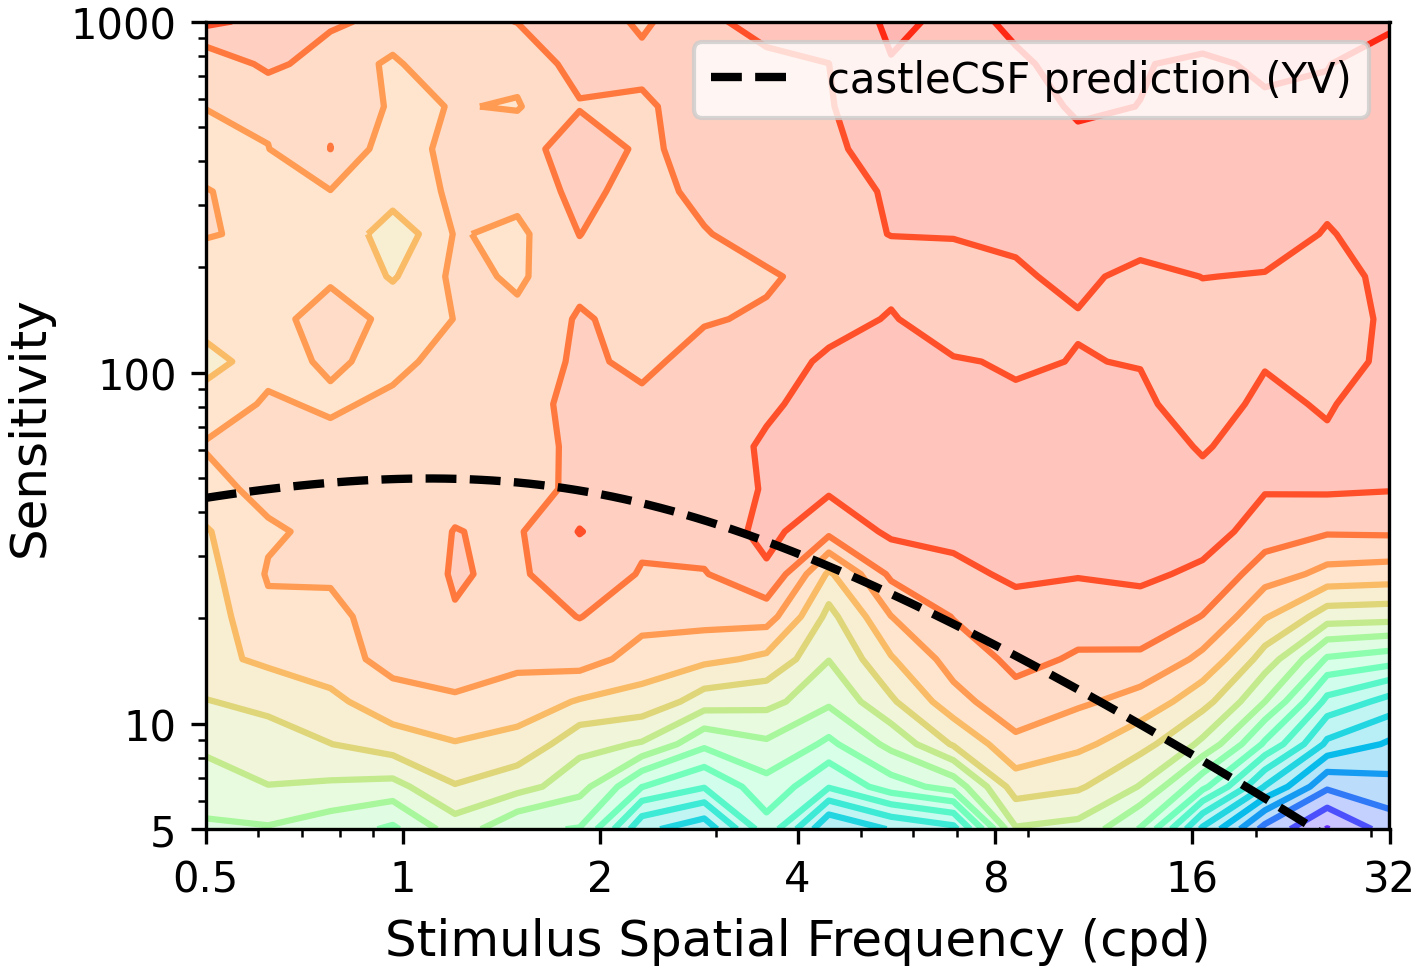 1000
100
10
5
Sensitivity
castleCSF prediction (YV)
0.5 1 2 4 8 16 32
Stimulus Spatial Frequency (cpd)